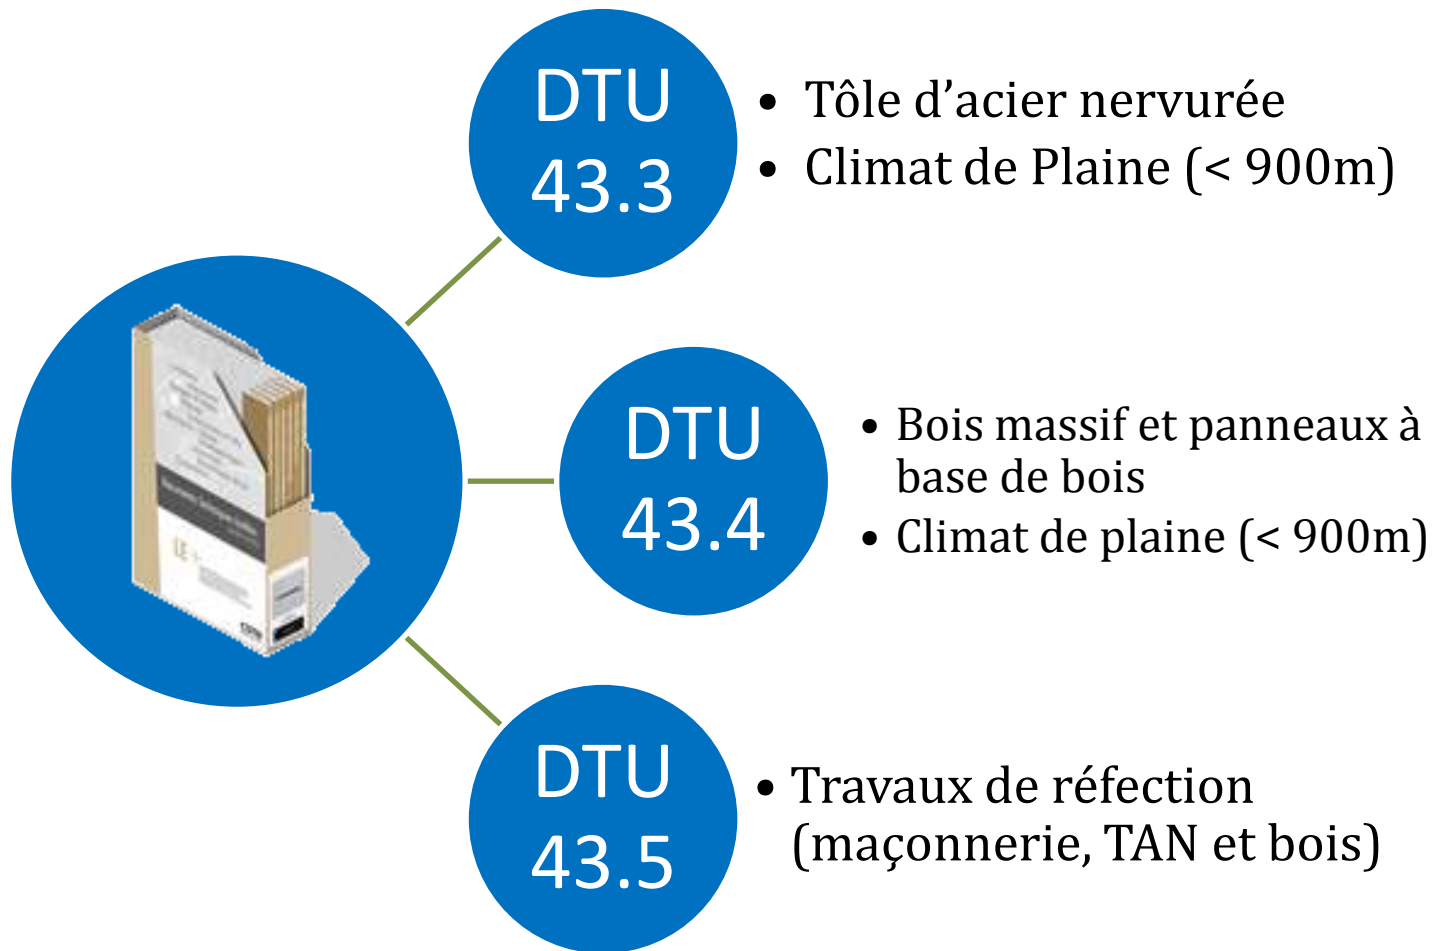 DTU
43.3
• Tôle d’acier nervurée
• Climat de Plaine (< 900m)
DTU
43.4
• Bois massif et panneaux à
base de bois
• Climat de plaine (< 900m)
DTU
43.5
• Travaux de réfection
(maçonnerie, TAN et bois)